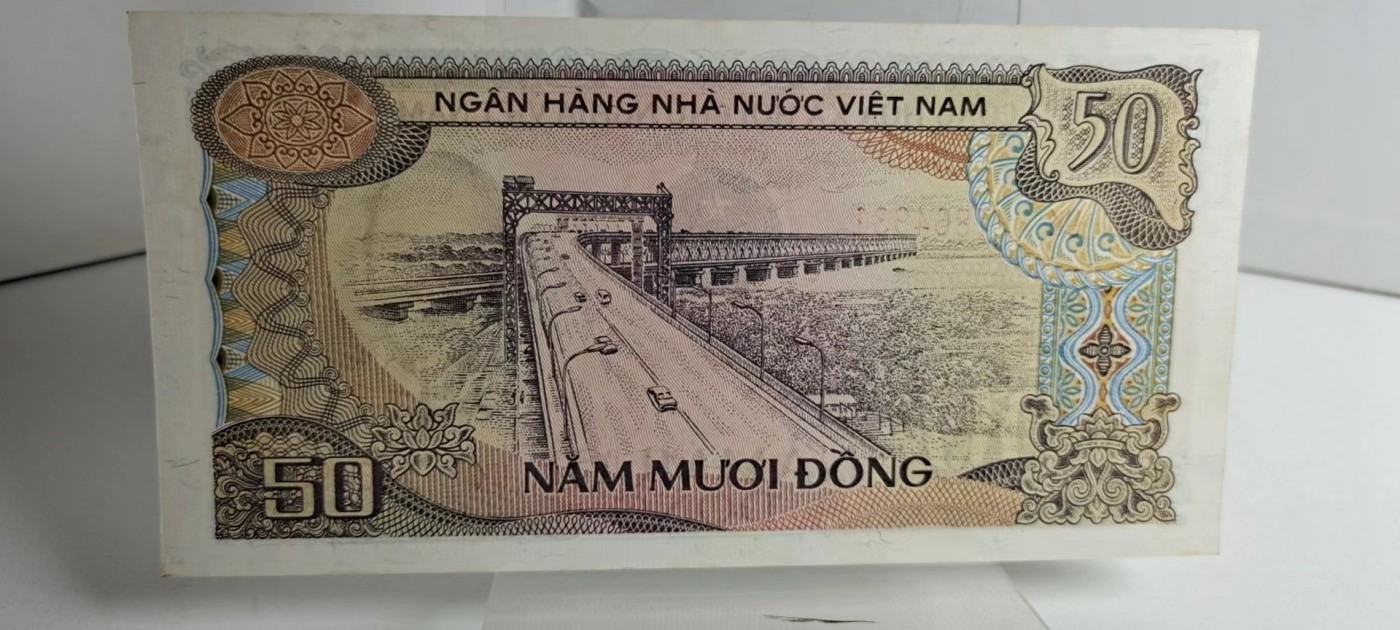 NGÂN HÀNG NHÀ NƯỚC VIỆT NAM
50
50
NĂM MƯƠI ĐỒNG